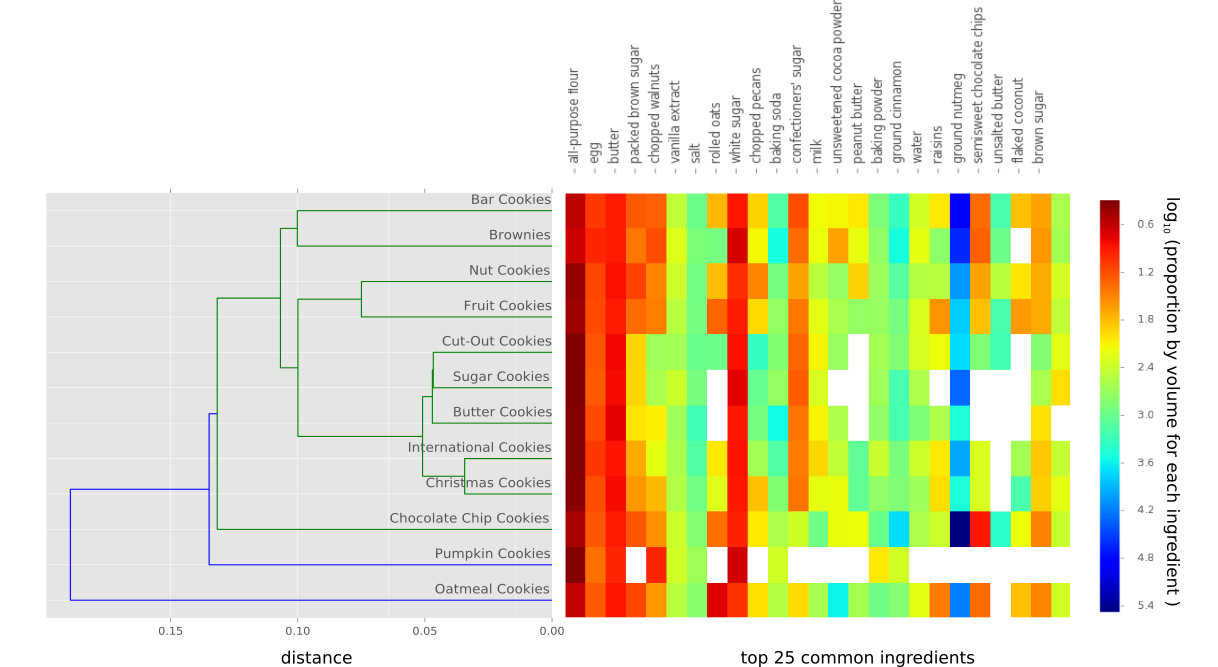 all-purpose flour
egg
butter
packed brown sugar
chopped walnuts
vanilla extract
salt
rolled oats
white sugar
chopped pecans
baking soda
confectioners' sugar
milk
unsweetened cocoa powder
peanut butter
baking powder
ground cinnamon
water
raisins
ground nutmeg
semisweet chocolate chips
unsalted butter
flaked coconut
brown sugar
Bar Cookies
Brownies
Nut Cookies
Fruit Cookies
Cut-Out Cookies
Sugar Cookies
Butter Cookies
International Cookies
Christmas Cookies
Chocolate Chip Cookies
Pumpkin Cookies
Oatmeal Cookies
0.15 0.10 0.05 0.00
distance
top 25 common ingredients
0.6
1.2
1.8
2.4
3.0
3.6
4.2
4.8
5.4
log₁₀ (proportion by volume for each ingredient )